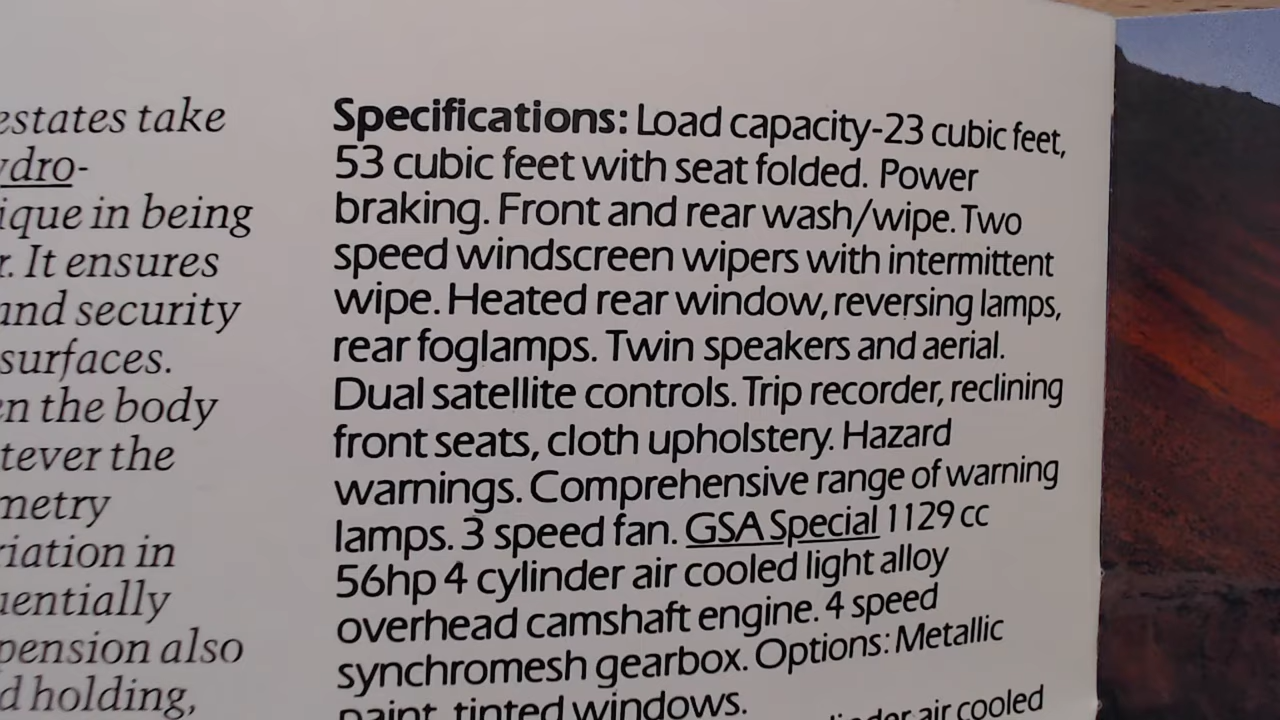 estates take
ydro-
ique in being
r. It ensures
and security
surfaces.
en the body
tever the
metry
riation in
uentially
pension also
d holding,
Specifications: Load capacity-23 cubic feet,
53 cubic feet with seat folded. Power
braking. Front and rear wash/wipe. Two
speed windscreen wipers with intermittent
wipe. Heated rear window, reversing lamps,
rear foglamps. Twin speakers and aerial.
Dual satellite controls. Trip recorder, reclining
front seats, cloth upholstery. Hazard
warnings. Comprehensive range of warning
lamps. 3 speed fan. GSA Special 1129 cc
56hp 4 cylinder air cooled light alloy
overhead camshaft engine. 4 speed
synchromesh gearbox. Options: Metallic
paint, tinted windows.
air cooled